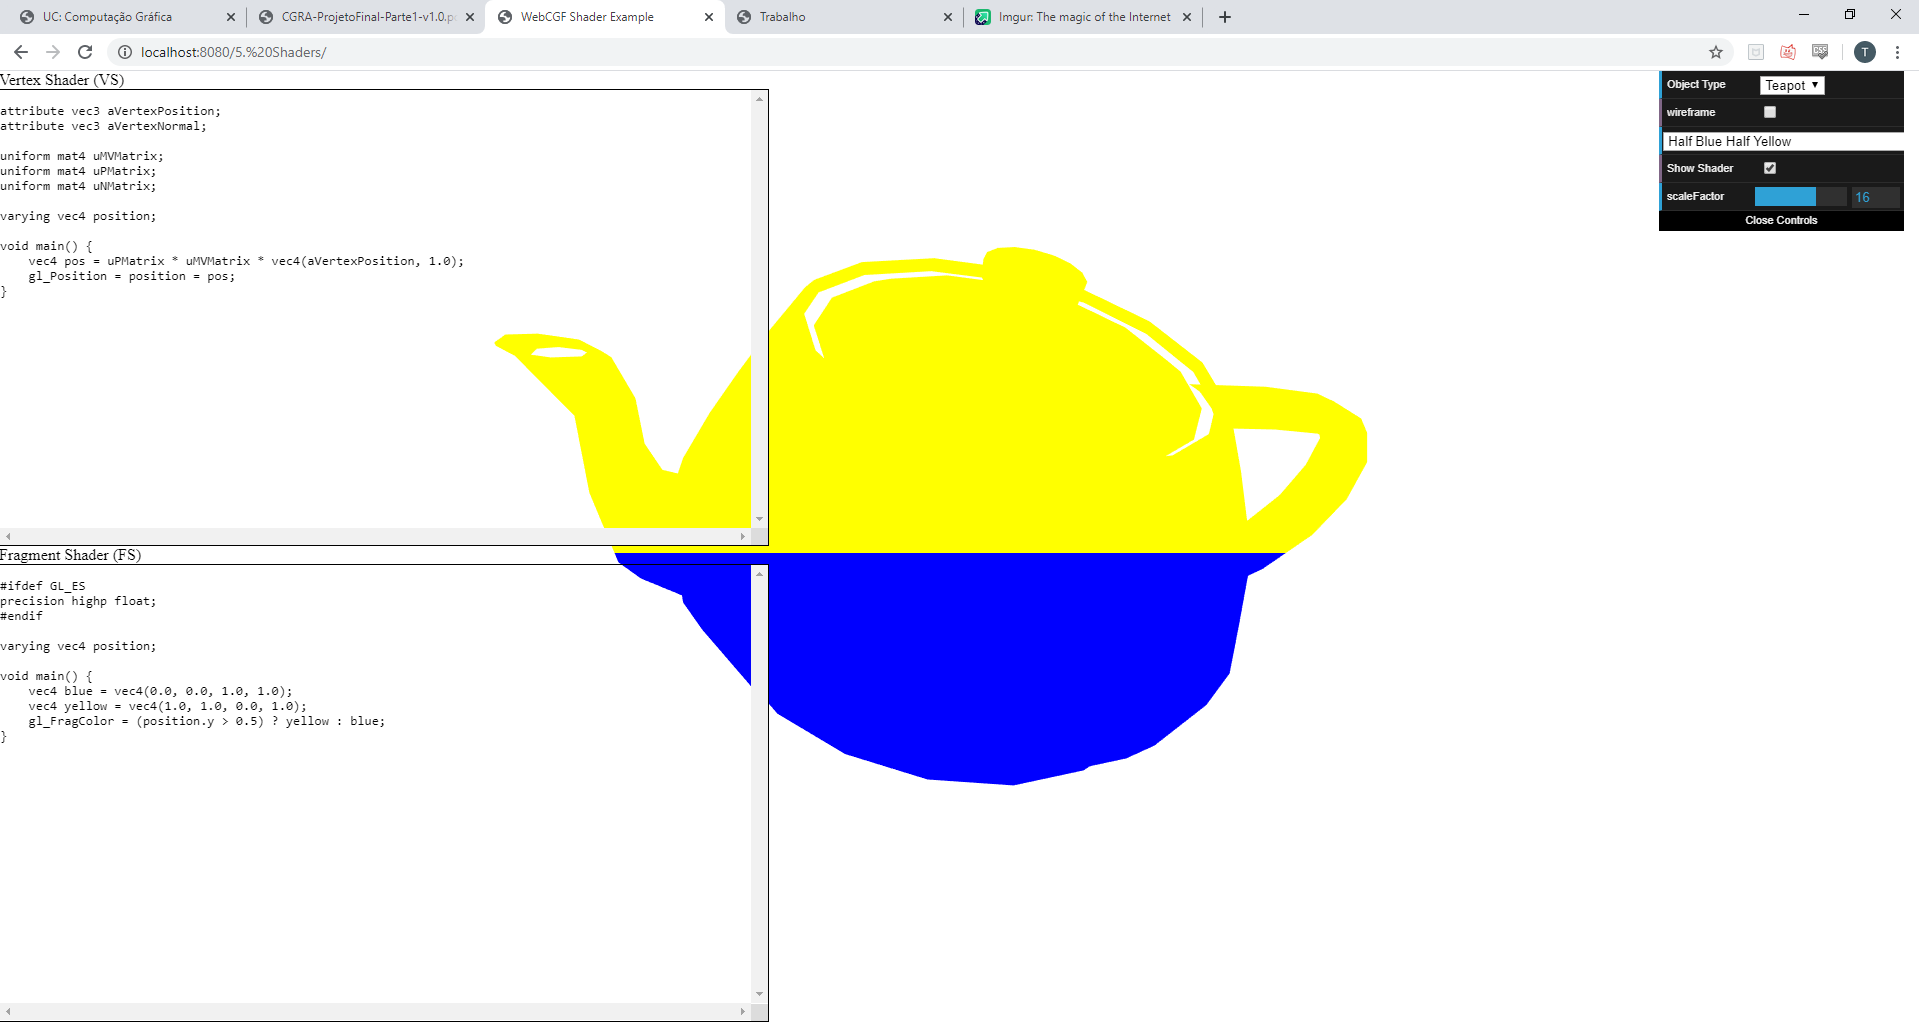 UC: Computação Gráfica
CGRA-ProjetoFinal-Parte1-v1.0.p
WebCGF Shader Example
Trabalho
Imgur: The magic of the Internet
localhost:8080/5.%20Shaders/
T
Vertex Shader (VS)
attribute vec3 aVertexPosition;
attribute vec3 aVertexNormal;
uniform mat4 uMVMatrix;
uniform mat4 uPMatrix;
uniform mat4 uNMatrix;
varying vec4 position;
void main() {
    vec4 pos = uPMatrix * uMVMatrix * vec4(aVertexPosition, 1.0);
    gl_Position = position = pos;
}
Fragment Shader (FS)
#ifdef GL_ES
precision highp float;
#endif
varying vec4 position;
void main() {
    vec4 blue = vec4(0.0, 0.0, 1.0, 1.0);
    vec4 yellow = vec4(1.0, 1.0, 0.0, 1.0);
    gl_FragColor = (position.y > 0.5) ? yellow : blue;
}
Object Type Teapot
wireframe
Half Blue Half Yellow
Show Shader
scaleFactor 16
Close Controls